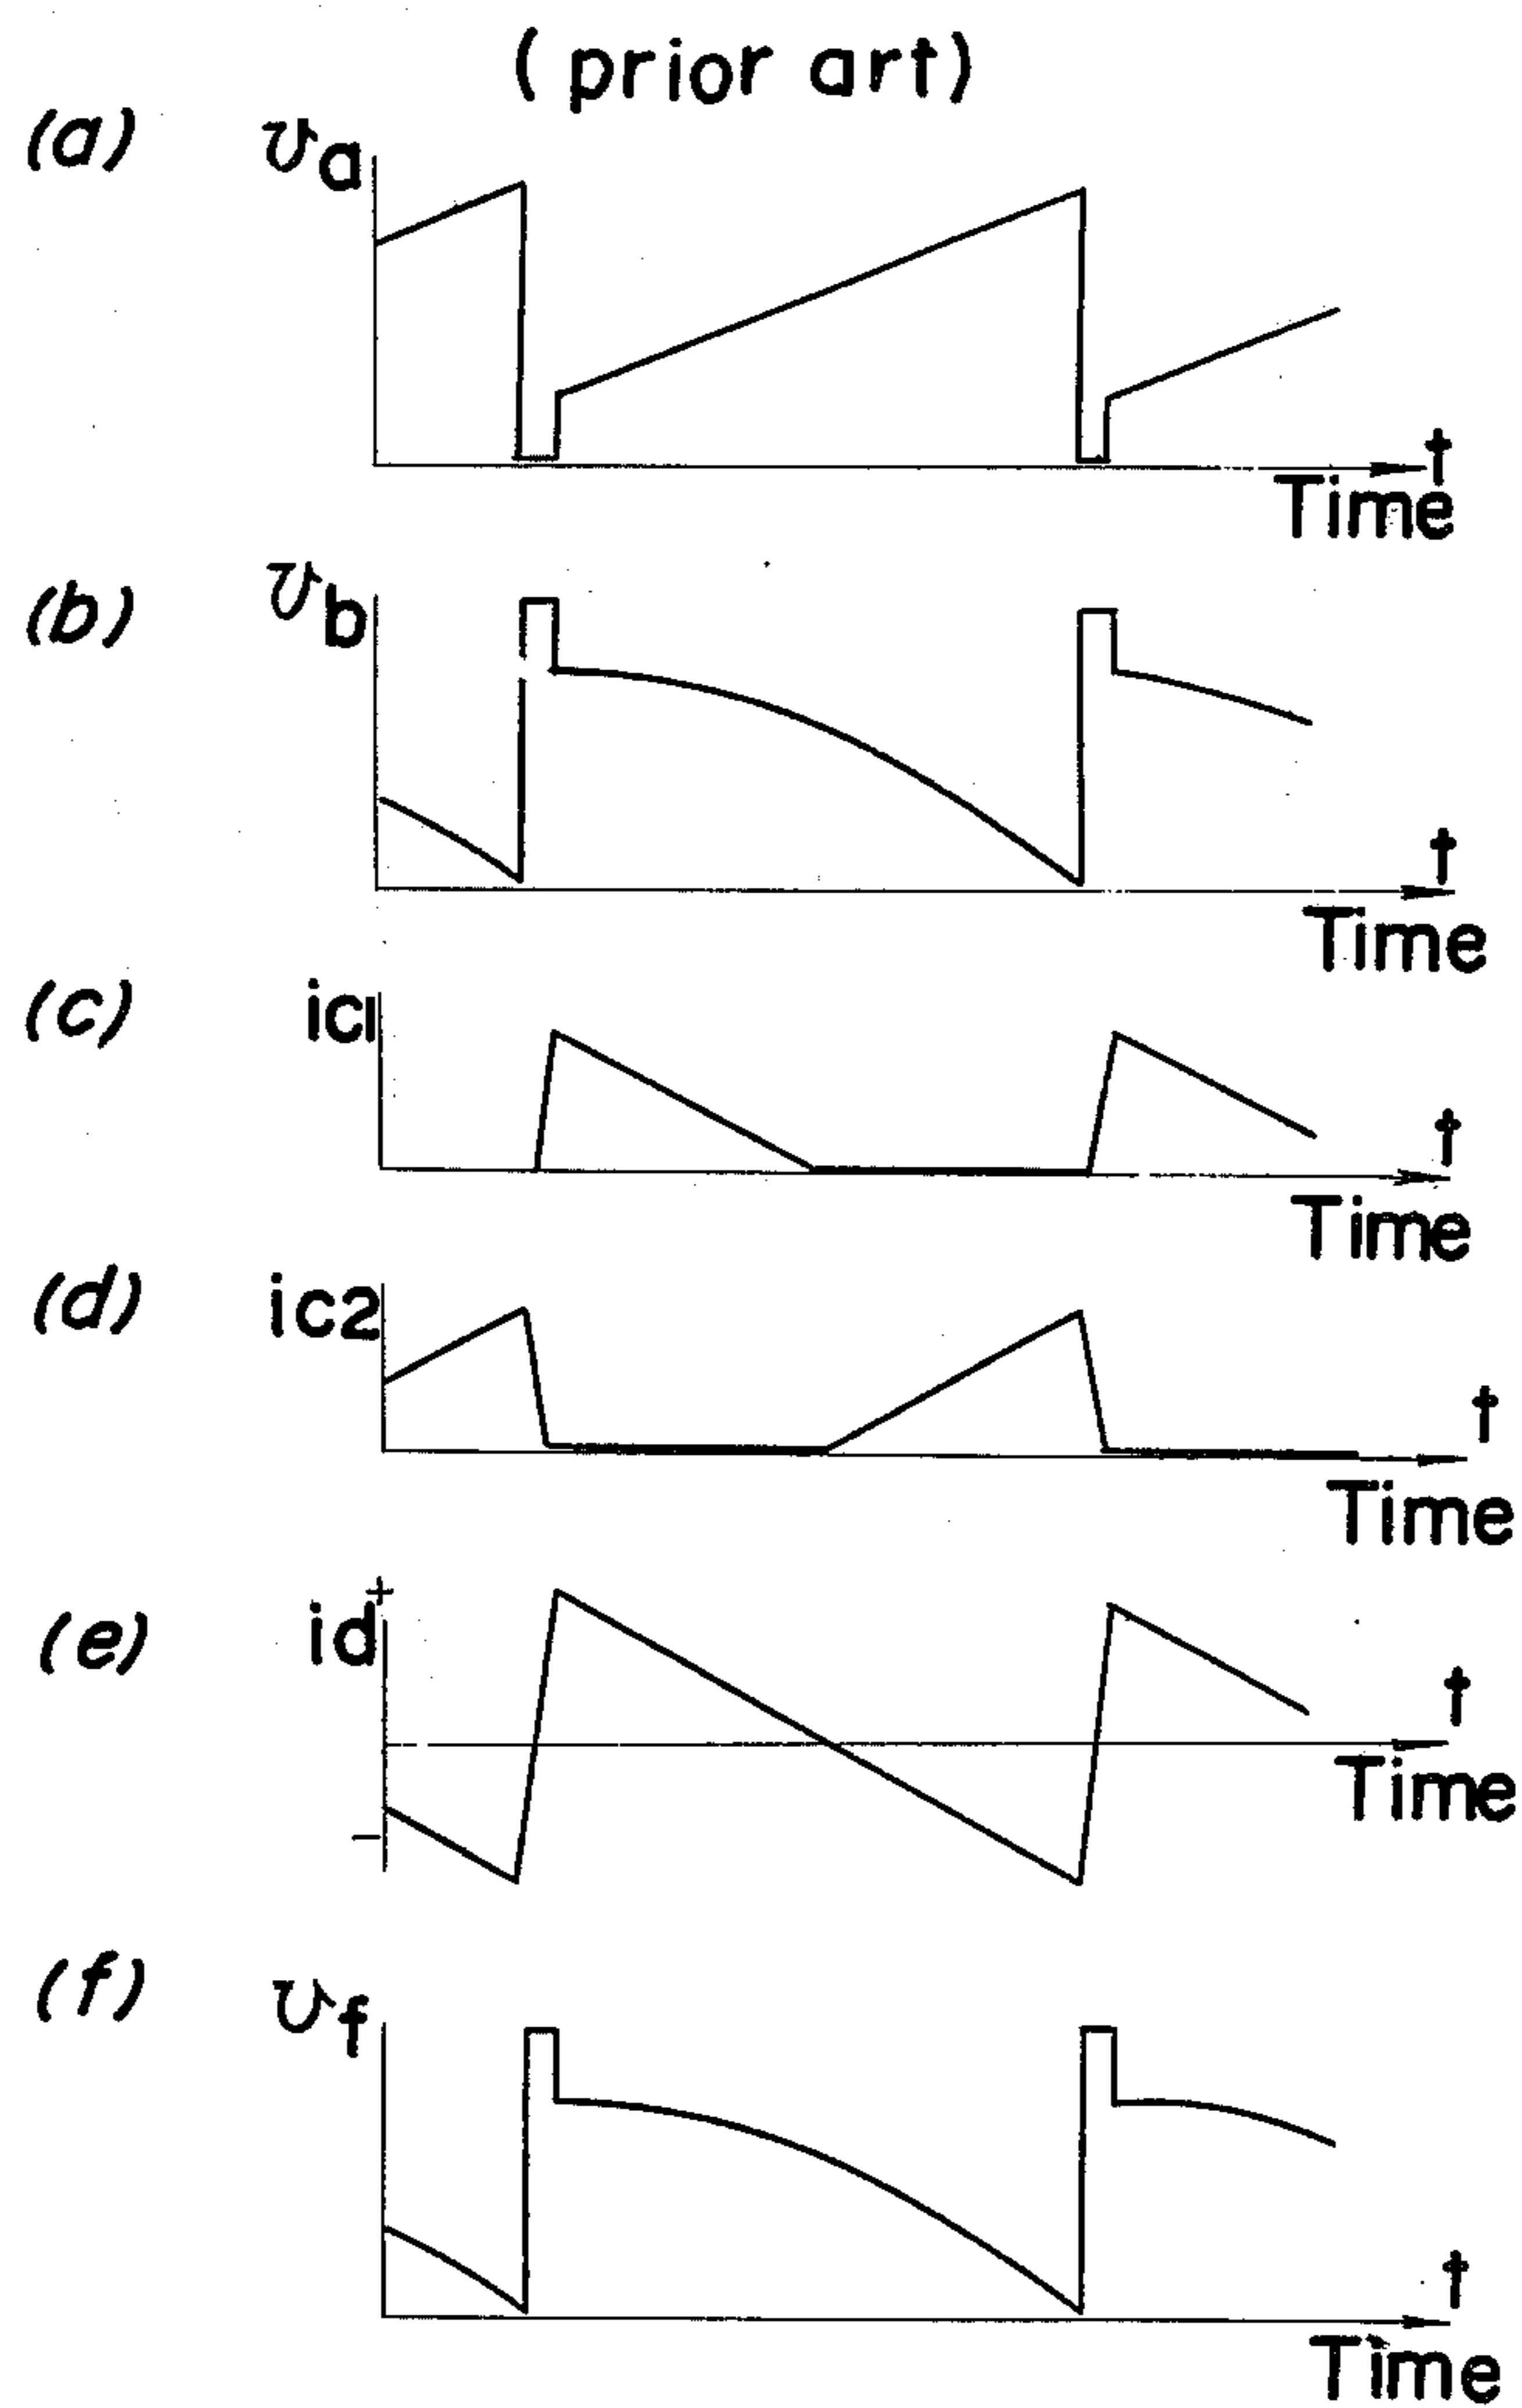 (prior art)
(a)
va
t
Time
(b)
vb
t
Time
(c)
ic1
t
Time
(d)
ic2
t
Time
(e)
id
+
t
Time
−
(f)
vf
t
Time